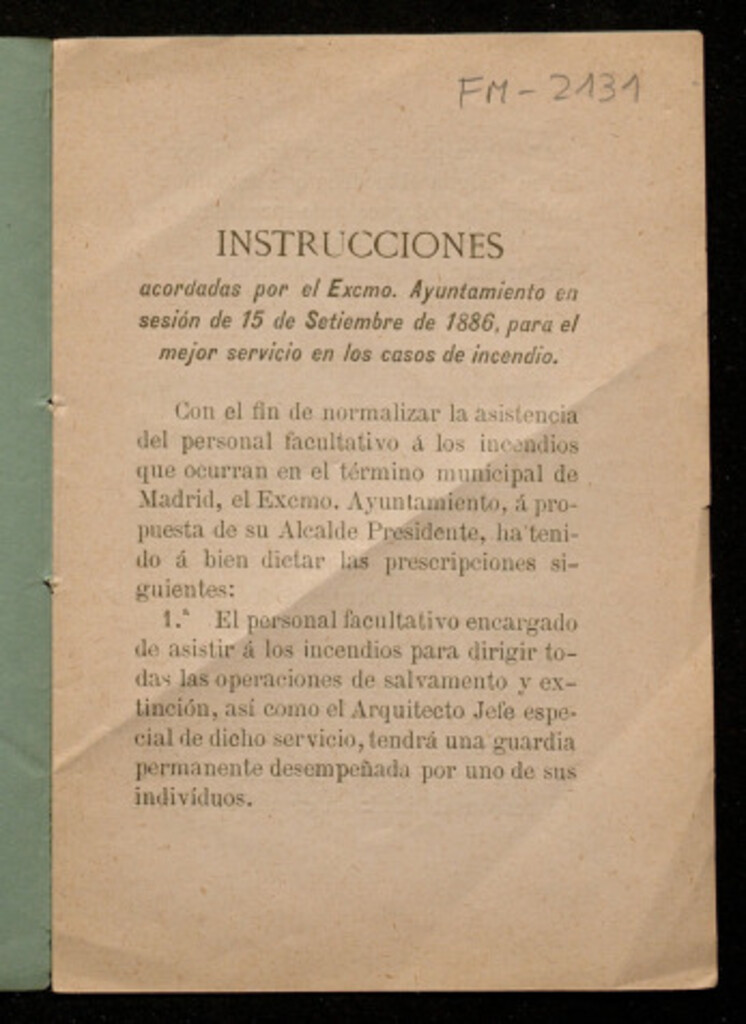 FM-2131
INSTRUCCIONES
acordadas por el Excmo. Ayuntamiento en
sesión de 15 de Setiembre de 1886, para el
mejor servicio en los casos de incendio.
Con el fin de normalizar la asistencia
del personal facultativo á los incendios
que ocurran en el término municipal de
Madrid, el Excmo. Ayuntamiento, á pro-
puesta de su Alcalde Presidente, ha teni-
do á bien dictar las prescripciones si-
guientes:
1.ª El personal facultativo encargado
de asistir á los incendios para dirigir to-
das las operaciones de salvamento y ex-
tinción, así como el Arquitecto Jefe espe-
cial de dicho servicio, tendrá una guardia
permanente desempeñada por uno de sus
indivíduos.